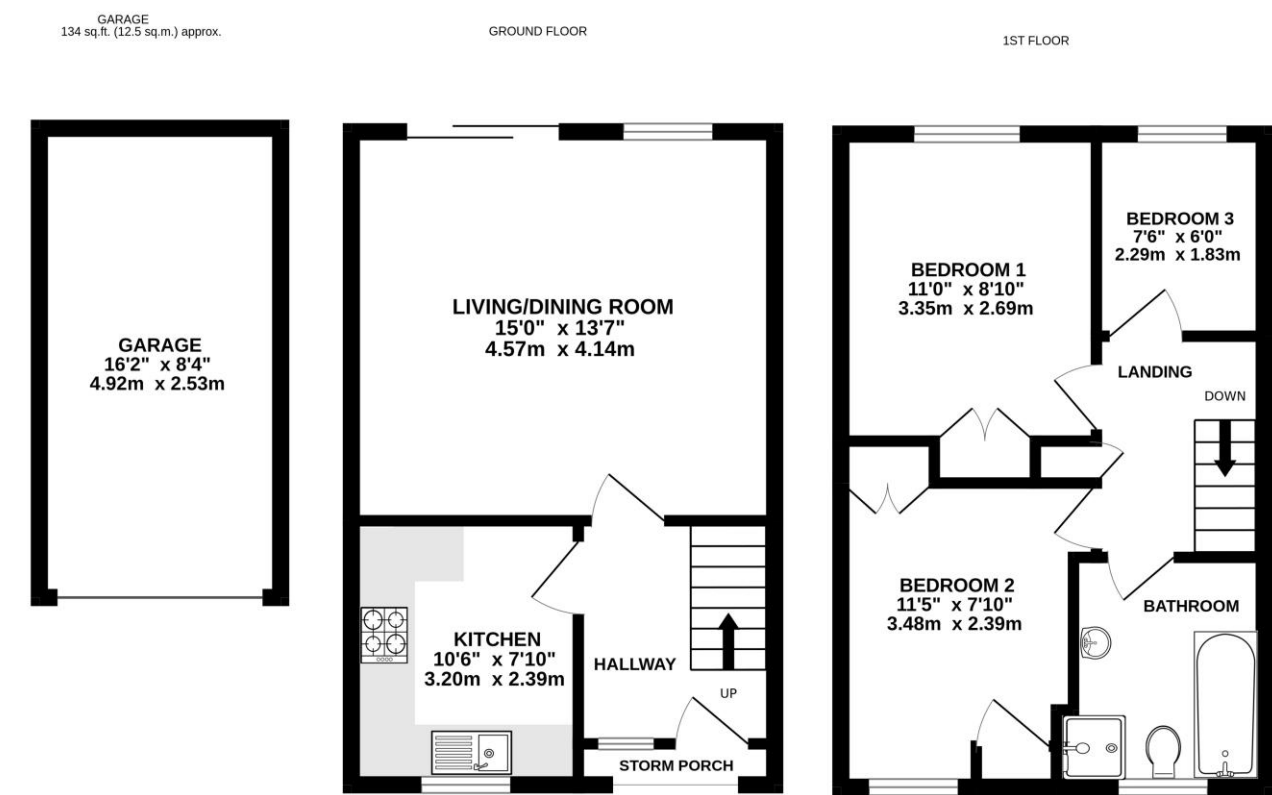 GARAGE
134 sq.ft. (12.5 sq.m.) approx.
GROUND FLOOR
1ST FLOOR
GARAGE
16'2" x 8'4"
4.92m x 2.53m
LIVING/DINING ROOM
15'0" x 13'7"
4.57m x 4.14m
KITCHEN
10'6" x 7'10"
3.20m x 2.39m
HALLWAY
UP
STORM PORCH
BEDROOM 1
11'0" x 8'10"
3.35m x 2.69m
BEDROOM 3
7'6" x 6'0"
2.29m x 1.83m
LANDING
DOWN
BEDROOM 2
11'5" x 7'10"
3.48m x 2.39m
BATHROOM